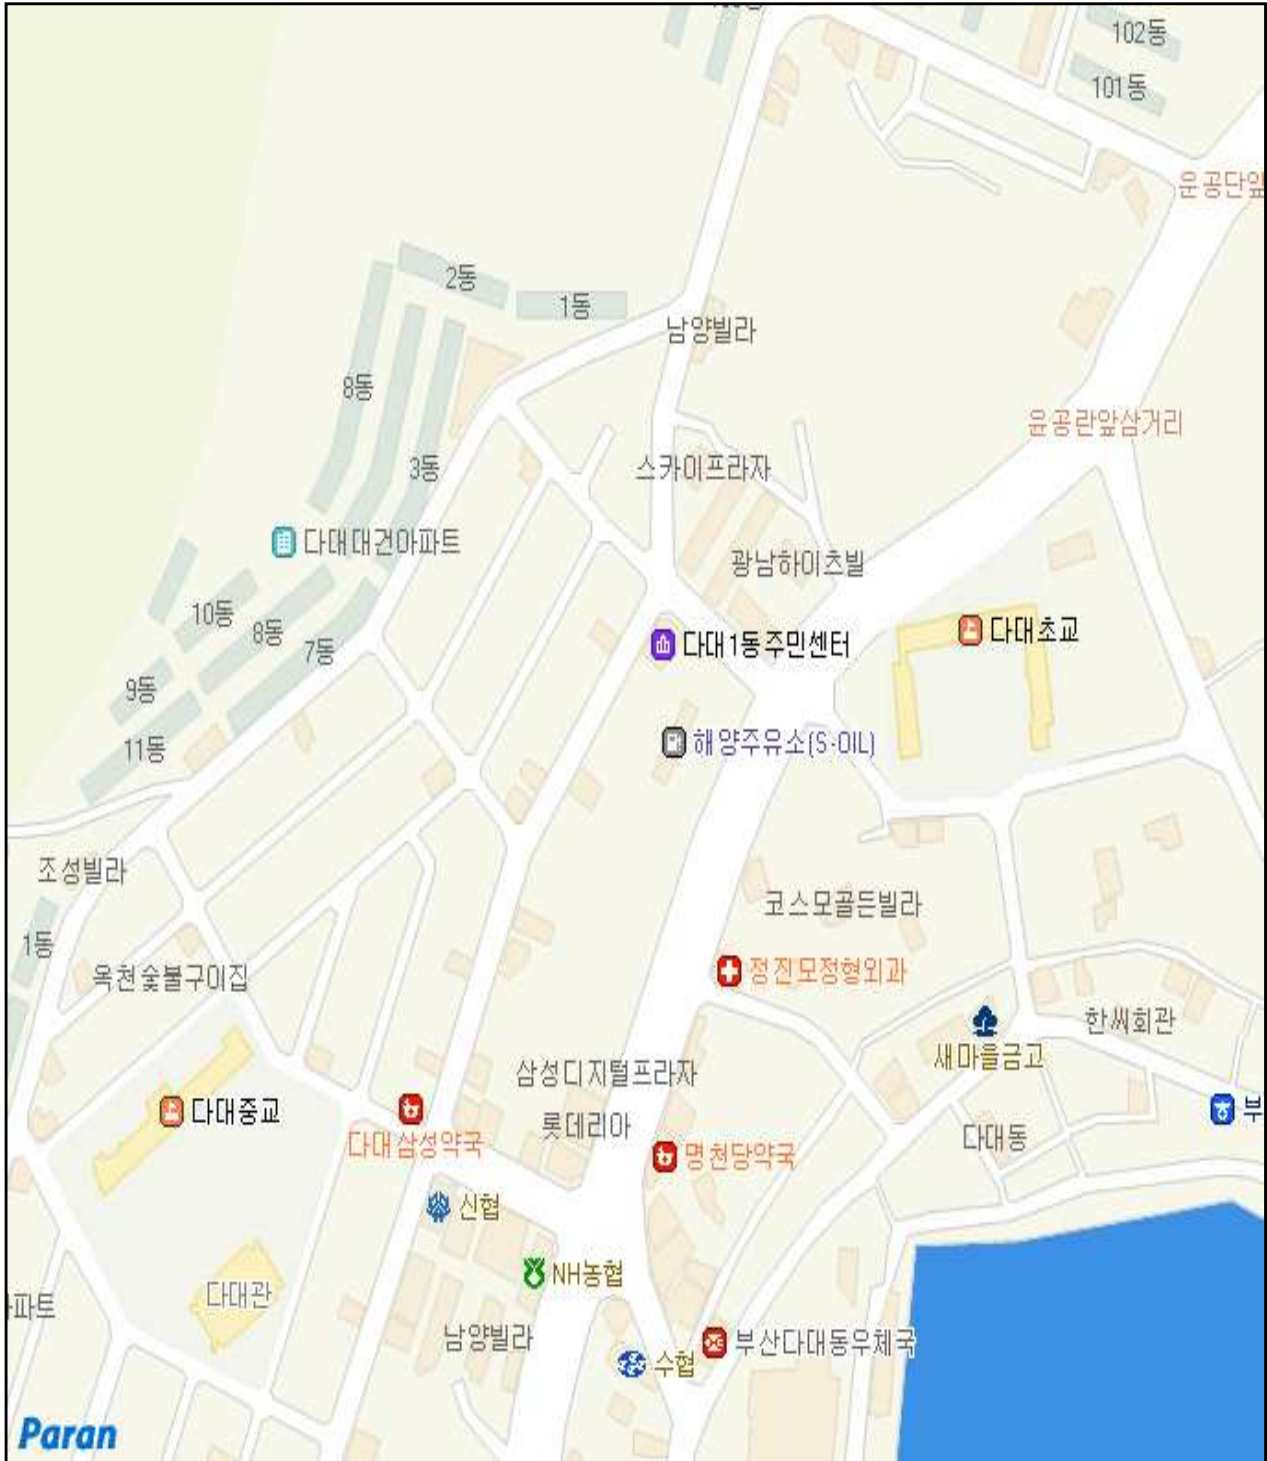 102동
101동
운공단앞
2동
1동
남양빌라
8동
윤공란앞삼거리
3동
스카이프라자
다대대건아파트
광남하이츠빌
10동
8동
7동
다대초교
다대1동주민센터
9동
11동
해양주유소(S-OIL)
조성빌라
코스모골든빌라
1동
옥천숯불구이집
정진모정형외과
한씨회관
새마을금고
삼성디지털프라자
다대중교
롯데리아
부
다대삼성약국
명천당약국
다대동
신협
NH농협
다대관
파트
남양빌라
부산다대동우체국
수협
Paran